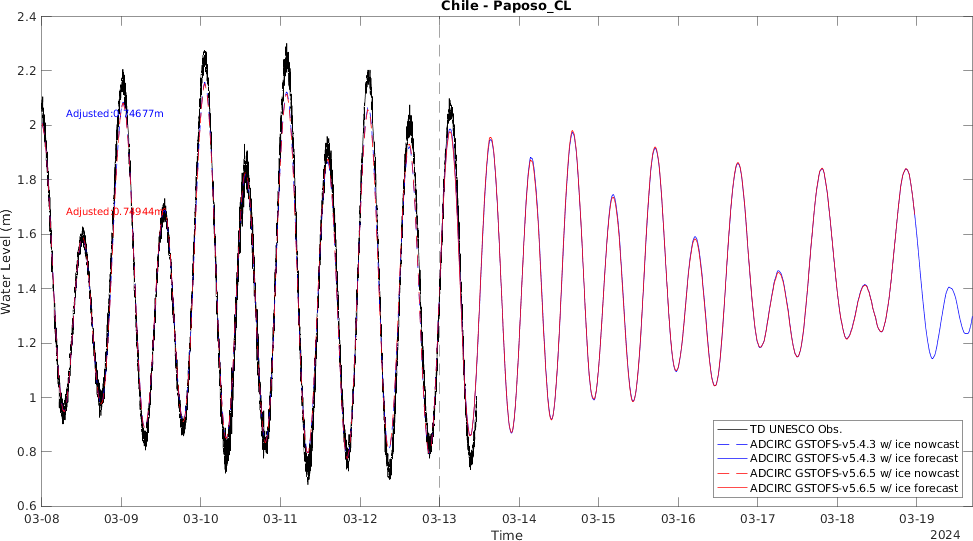 Chile - Paposo_CL
2.4
2.2
2
1.8
1.6
1.4
1.2
1
0.8
0.6
Water Level (m)
Adjusted:0.74677m
Adjusted:0.74944m
TD UNESCO Obs.
ADCIRC GSTOFS-v5.4.3 w/ ice nowcast
ADCIRC GSTOFS-v5.4.3 w/ ice forecast
ADCIRC GSTOFS-v5.6.5 w/ ice nowcast
ADCIRC GSTOFS-v5.6.5 w/ ice forecast
03-08 03-09 03-10 03-11 03-12 03-13 03-14 03-15 03-16 03-17 03-18 03-19
Time
2024